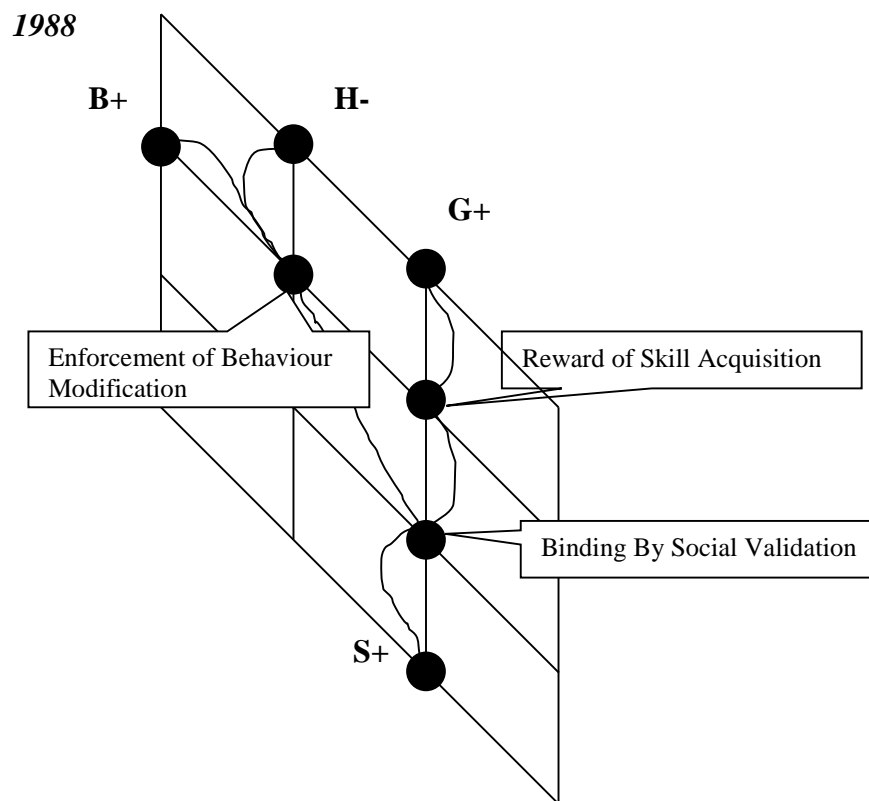 1988
B+
H-
G+
Enforcement of Behaviour
Modification
Reward of Skill Acquisition
Binding By Social Validation
S+